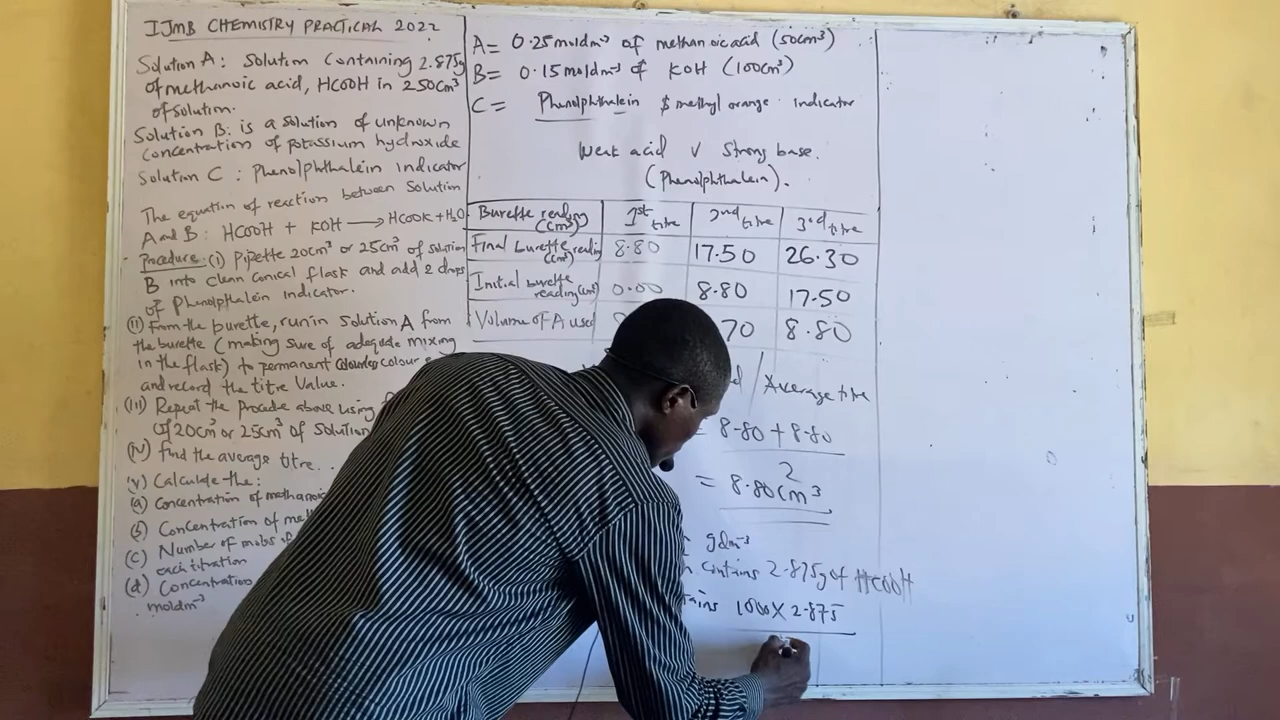 IJMB CHEMISTRY PRACTICAL 2022
Solution A: Solution Containing 2.875g
of methanoic acid, HCOOH in 250cm³
of solution.
Solution B: is a solution of unknown
concentration of potassium hydroxide
Solution C: Phenolphthalein indicator
The equation of reaction between Solution
A and B: HCOOH + KOH → HCOOK + H₂O
Procedure: (i) Pipette 20cm³ or 25cm³ of solution
B into clean conical flask and add 2 drops
of Phenolphthalein indicator.
(ii) From the burette, run in solution A from
the burette (making sure of adequate mixing
in the flask) to permanent colourless colour
and record the titre value.
(iii) Repeat the procedure above using
of 20cm³ or 25cm³ of solution
(iv) find the average titre.
(v) Calculate the:
(a) Concentration of methanoic
(b) Concentration of
(c) Number of moles of
each titration
(d) Concentration
moldm⁻³
A = 0.25 moldm⁻³ of methanoic acid (50cm³)
B = 0.15 moldm⁻³ of KOH (100cm³)
C = Phenolphthalein $ methyl orange indicator
Weak acid V Strong base.
(Phenolphthalein).
Burette reading (cm³) 1st titre 2nd titre 3rd titre
Final burette reading (cm³) 8.80 17.50 26.30
Initial burette reading (cm³) 0.00 8.80 17.50
Volume of A used 70 8.80
/ Average titre
= 8.80 + 8.80
2
= 8.80cm³
gdm⁻³
contains 2.875g of HCOOH
1000 X 2.875